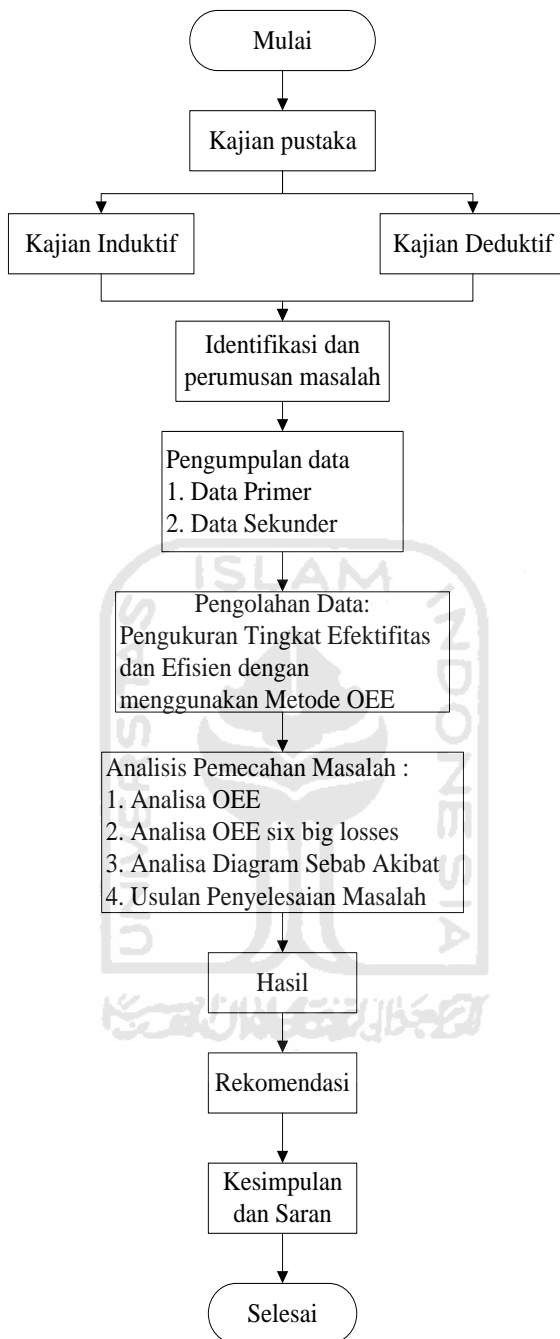 Mulai
Kajian pustaka
Kajian Induktif
Kajian Deduktif
Identifikasi dan
perumusan masalah
Pengumpulan data
1. Data Primer
2. Data Sekunder
ISLAM
UNIVERSITAS
INDONESIA
Pengolahan Data:
Pengukuran Tingkat Efektifitas
dan Efisien dengan
menggunakan Metode OEE
Analisis Pemecahan Masalah :
1. Analisa OEE
2. Analisa OEE six big losses
3. Analisa Diagram Sebab Akibat
4. Usulan Penyelesaian Masalah
Hasil
Rekomendasi
Kesimpulan
dan Saran
Selesai